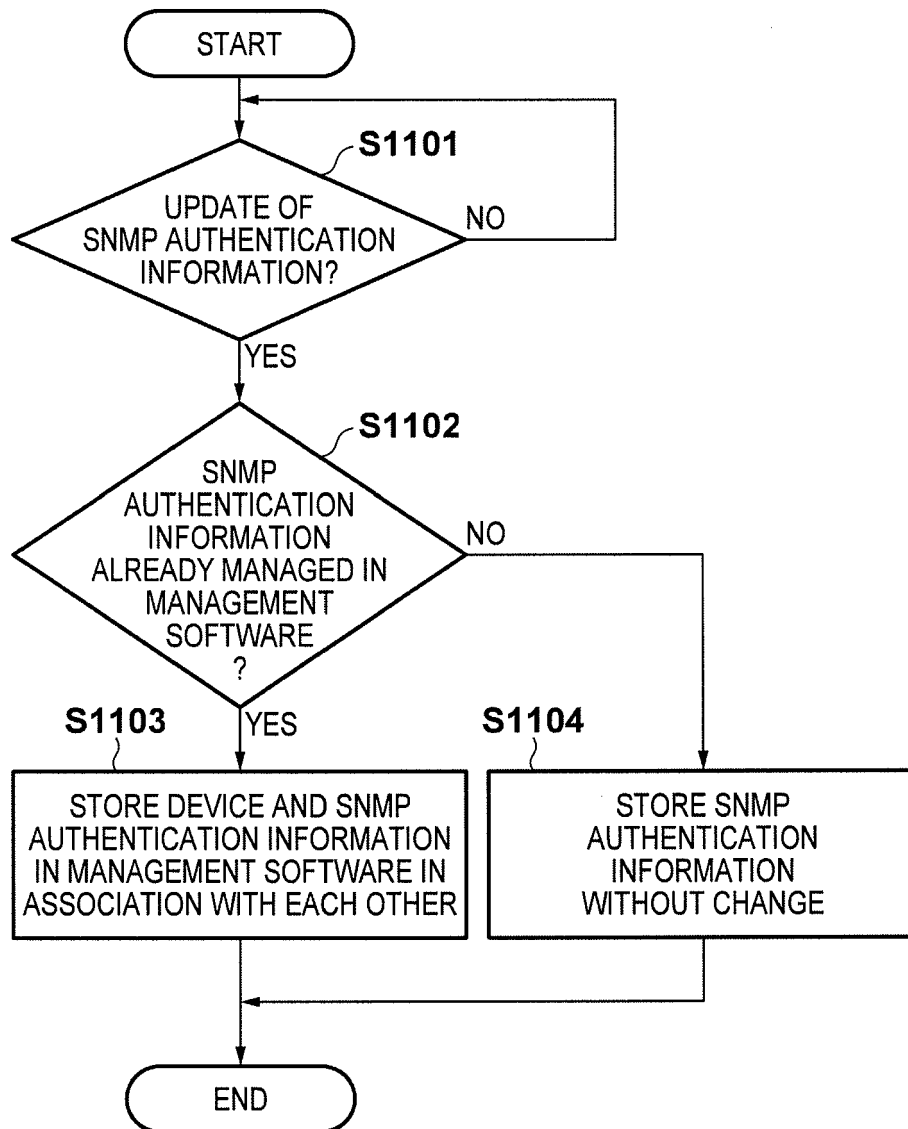 START
S1101
UPDATE OF
SNMP AUTHENTICATION
INFORMATION?
NO
YES
S1102
SNMP
AUTHENTICATION
INFORMATION
ALREADY MANAGED IN
MANAGEMENT
SOFTWARE
?
NO
YES
S1103
STORE DEVICE AND SNMP
AUTHENTICATION INFORMATION
IN MANAGEMENT SOFTWARE IN
ASSOCIATION WITH EACH OTHER
S1104
STORE SNMP
AUTHENTICATION
INFORMATION
WITHOUT CHANGE
END